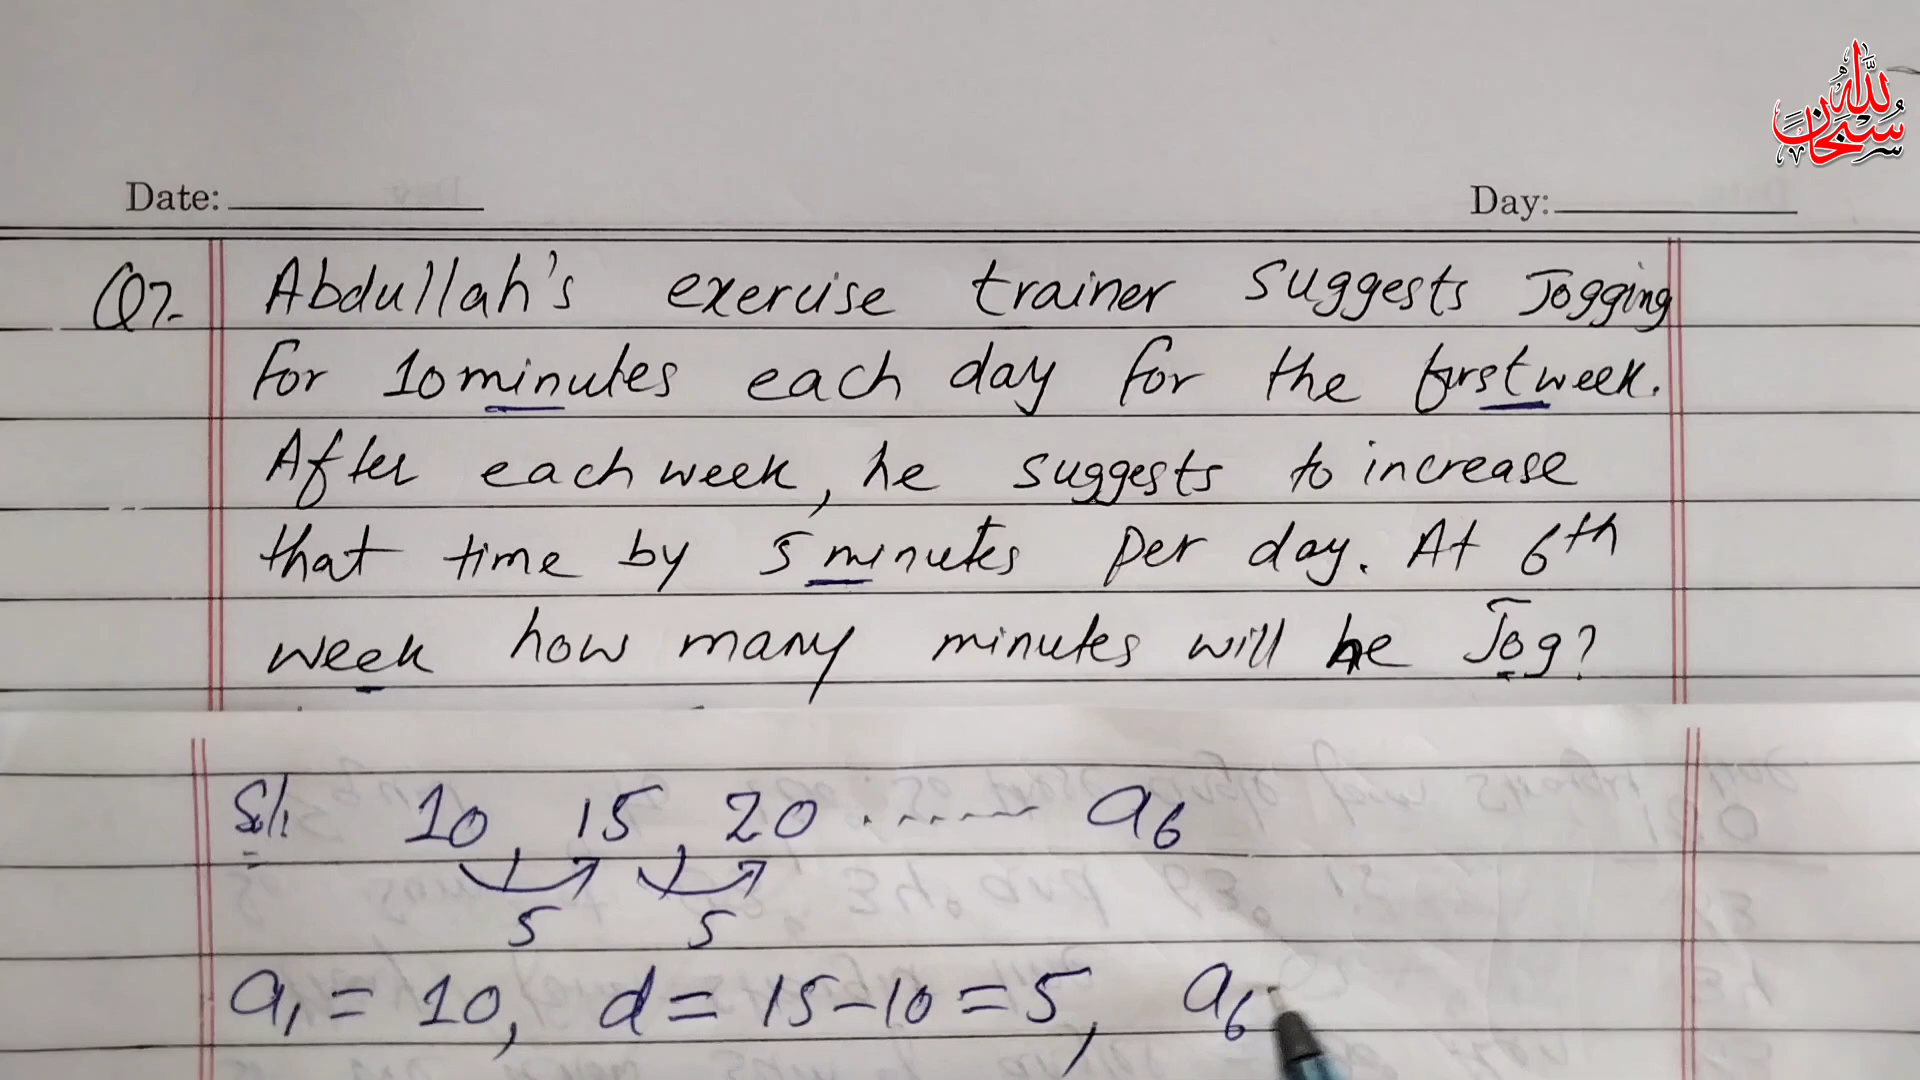 سبحان الله
Date:
Day:
Q7. Abdullah's exercise trainer suggests Jogging
For 10 minutes each day for the first week.
After each week, he suggests to increase
that time by 5 minutes per day. At 6th
week how many minutes will he Jog?
Sol: 10, 15, 20 ....... a₆
5 5
a₁ = 10, d = 15-10 = 5, a₆